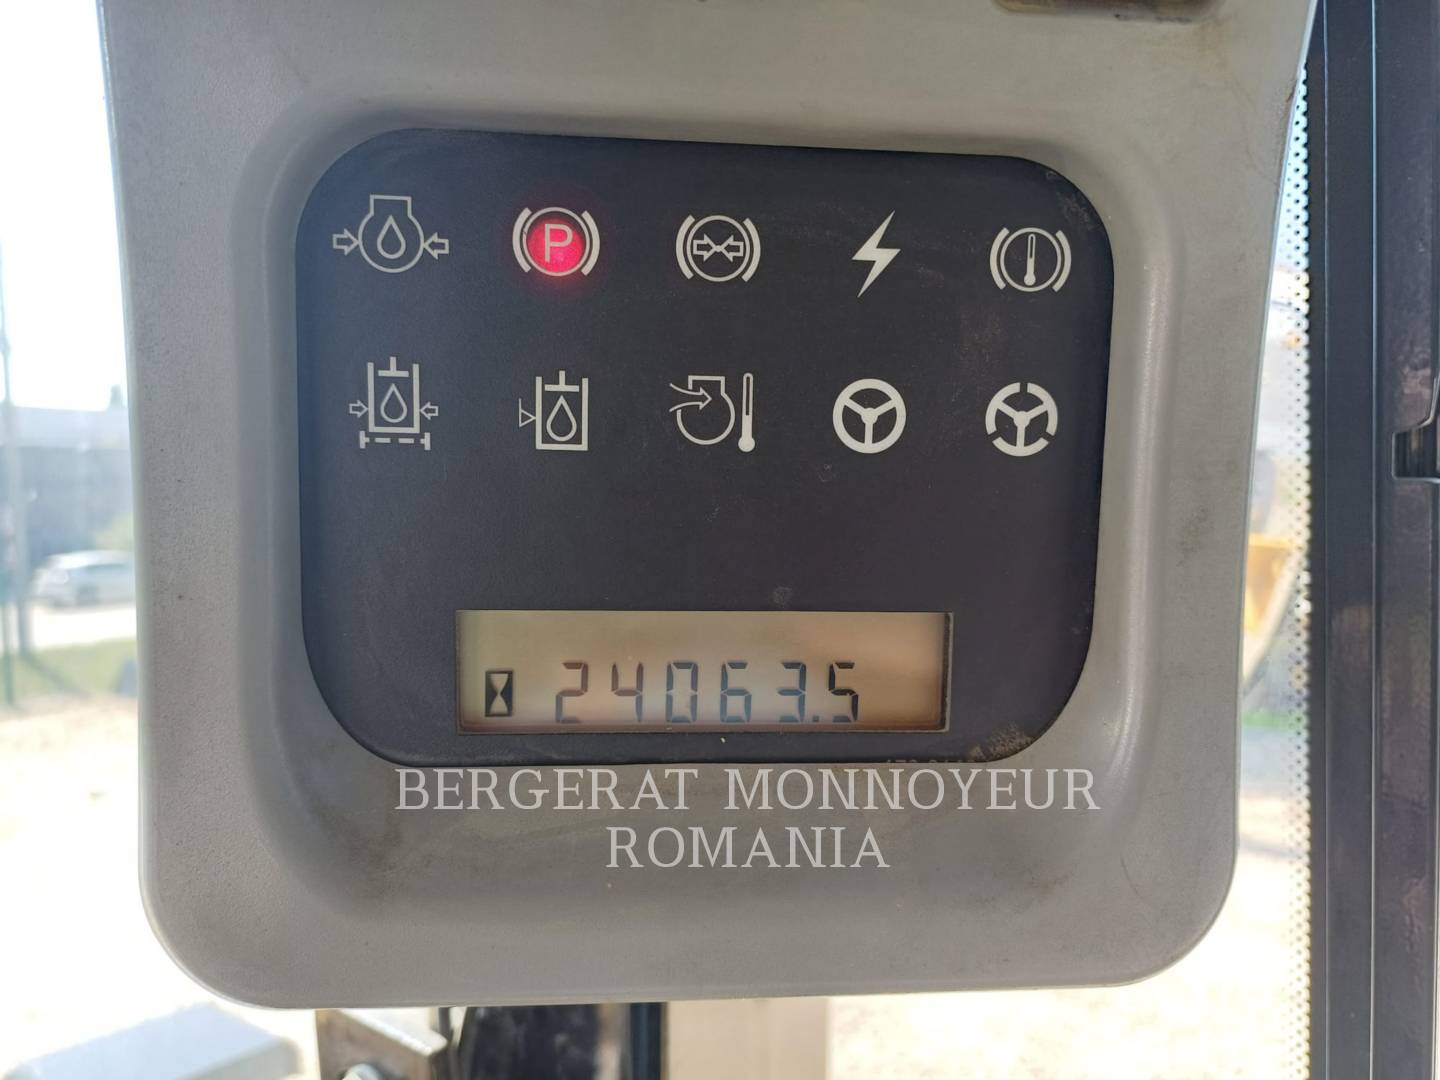 P
24063.5
BERGERAT MONNOYEUR
ROMANIA